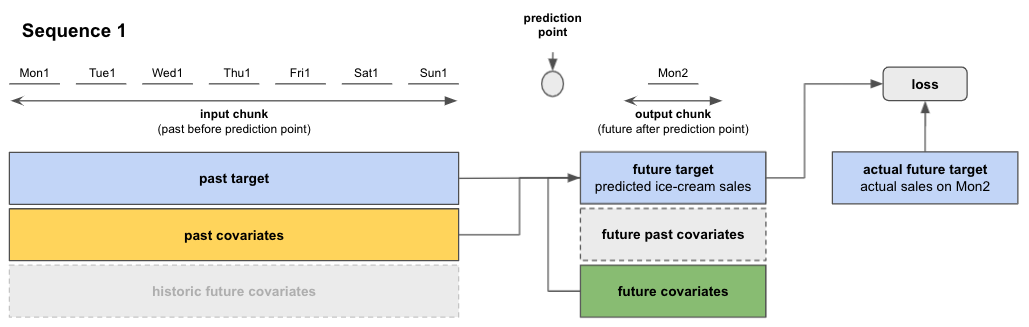 Sequence 1
prediction
point
Mon1 Tue1 Wed1 Thu1 Fri1 Sat1 Sun1 Mon2
input chunk
(past before prediction point)
output chunk
(future after prediction point)
loss
past target
future target
predicted ice-cream sales
actual future target
actual sales on Mon2
past covariates
future past covariates
historic future covariates
future covariates